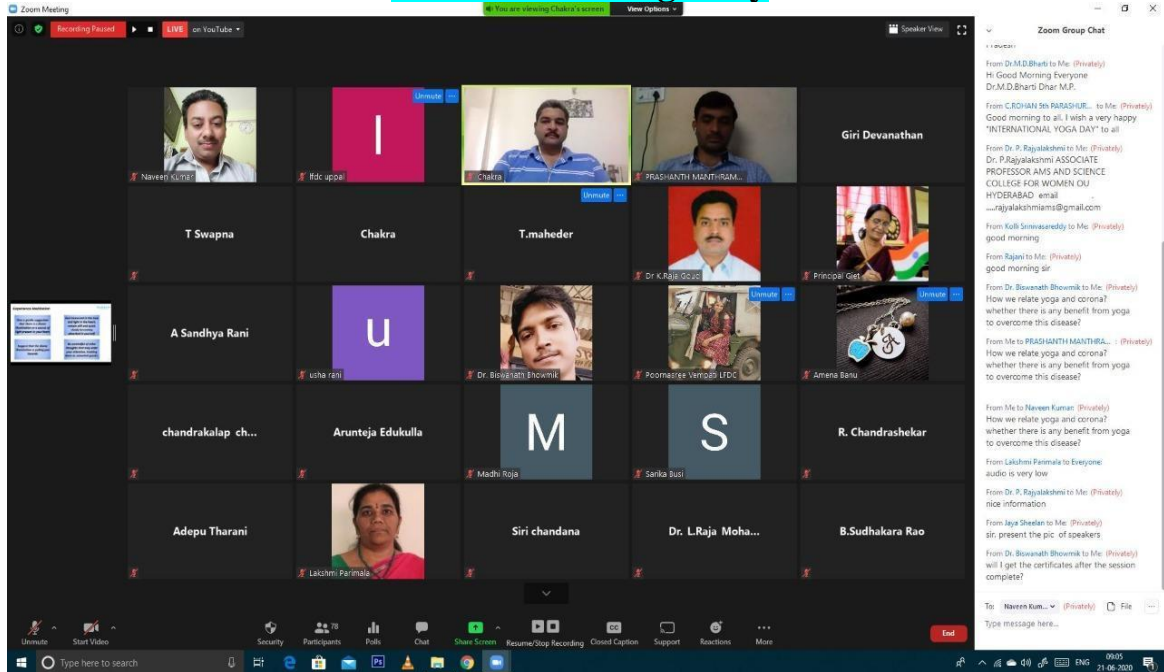 Zoom Meeting
You are viewing Chakra's screen
View Options
Recording Paused
LIVE on YouTube
Speaker View
Zoom Group Chat
Unmute
I
Naveen Kumar
lfdc uppal
Chakra
PRASHANTH MANTHRAM...
Giri Devanathan
Unmute
T Swapna
Chakra
T.maheder
Dr K.Raja Goud
Principal Giet
Unmute
Unmute
A Sandhya Rani
u
usha rani
Dr. Biswanath Bhowmik
Poornasree Vempati LFDC
Amena Banu
chandrakalap ch...
Arunteja Edukulla
M
Madhi Roja
S
Sarika Busi
R. Chandrashekar
Adepu Tharani
Lakshmi Parimala
Siri chandana
Dr. L.Raja Moha...
B.Sudhakara Rao
From Dr.M.D.Bharti to Me: (Privately)
Hi Good Morning Everyone
Dr.M.D.Bharti Dhar M.P.
From C.ROHAN 5th PARASHUR... to Me: (Privately)
Good morning to all. I wish a very happy
"INTERNATIONAL YOGA DAY" to all
From Dr. P. Rajyalakshmi to Me: (Privately)
Dr. P.Rajyalakshmi ASSOCIATE
PROFESSOR AMS AND SCIENCE
COLLEGE FOR WOMEN OU
HYDERABAD email
.....rajyalakshmiams@gmail.com
From Kolli Srinivasareddy to Me: (Privately)
good morning
From Rajani to Me: (Privately)
good morning sir
From Dr. Biswanath Bhowmik to Me: (Privately)
How we relate yoga and corona?
whether there is any benefit from yoga
to overcome this disease?
From Me to PRASHANTH MANTHRA... : (Privately)
How we relate yoga and corona?
whether there is any benefit from yoga
to overcome this disease?
From Me to Naveen Kumar: (Privately)
How we relate yoga and corona?
whether there is any benefit from yoga
to overcome this disease?
From Lakshmi Parimala to Everyone:
audio is very low
From Dr. P. Rajyalakshmi to Me: (Privately)
nice information
From Jaya Sheelan to Me: (Privately)
sir, present the pic of speakers
From Dr. Biswanath Bhowmik to Me: (Privately)
will I get the certificates after the session
complete?
To: Naveen Kum... (Privately) File ...
Type message here...
Unmute
Start Video
Security
Participants 78
Polls
Chat
Share Screen
Resume/Stop Recording
CC
Closed Caption
Support
Reactions
More
End
Type here to search
Ps
ENG
09:05
21-06-2020